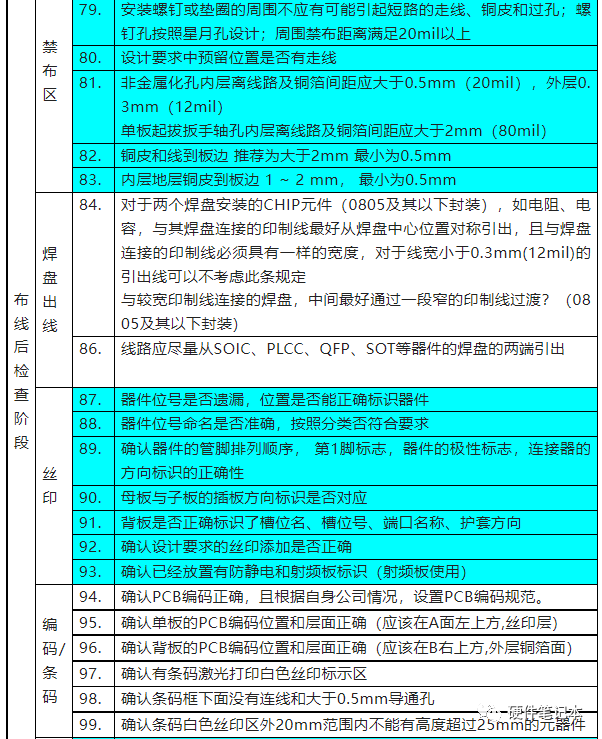 79. 安装螺钉或垫圈的周围不应有可能引起短路的走线、铜皮和过孔；螺
钉孔按照星月孔设计；周围禁布距离满足20mil以上
禁布区
80. 设计要求中预留位置是否有走线
81. 非金属化孔内层离线路及铜箔间距应大于0.5mm（20mil），外层0.
3mm（12mil）
单板起拔扳手轴孔内层离线路及铜箔间距应大于2mm（80mil）
82. 铜皮和线到板边 推荐为大于2mm 最小为0.5mm
83. 内层地层铜皮到板边 1 ~ 2 mm， 最小为0.5mm
布线后检查阶段
焊盘出线
84. 对于两个焊盘安装的CHIP元件（0805及其以下封装），如电阻、电
容，与其焊盘连接的印制线最好从焊盘中心位置对称引出，且与焊盘
连接的印制线必须具有一样的宽度，对于线宽小于0.3mm(12mil)的
引出线可以不考虑此条规定
与较宽印制线连接的焊盘，中间最好通过一段窄的印制线过渡？（08
05及其以下封装）
86. 线路应尽量从SOIC、PLCC、QFP、SOT等器件的焊盘的两端引出
丝印
87. 器件位号是否遗漏，位置是否能正确标识器件
88. 器件位号命名是否准确，按照分类否符合要求
89. 确认器件的管脚排列顺序， 第1脚标志，器件的极性标志，连接器的
方向标识的正确性
90. 母板与子板的插板方向标识是否对应
91. 背板是否正确标识了槽位名、槽位号、端口名称、护套方向
92. 确认设计要求的丝印添加是否正确
93. 确认已经放置有防静电和射频板标识（射频板使用）
编码/条码
94. 确认PCB编码正确，且根据自身公司情况，设置PCB编码规范。
95. 确认单板的PCB编码位置和层面正确（应该在A面左上方,丝印层）
96. 确认背板的PCB编码位置和层面正确（应该在B右上方,外层铜箔面）
97. 确认有条码激光打印白色丝印标示区
98. 确认条码框下面没有连线和大于0.5mm导通孔
99. 确认条码白色丝印区外20mm范围内不能有高度超过25mm的元器件
硬件笔记本